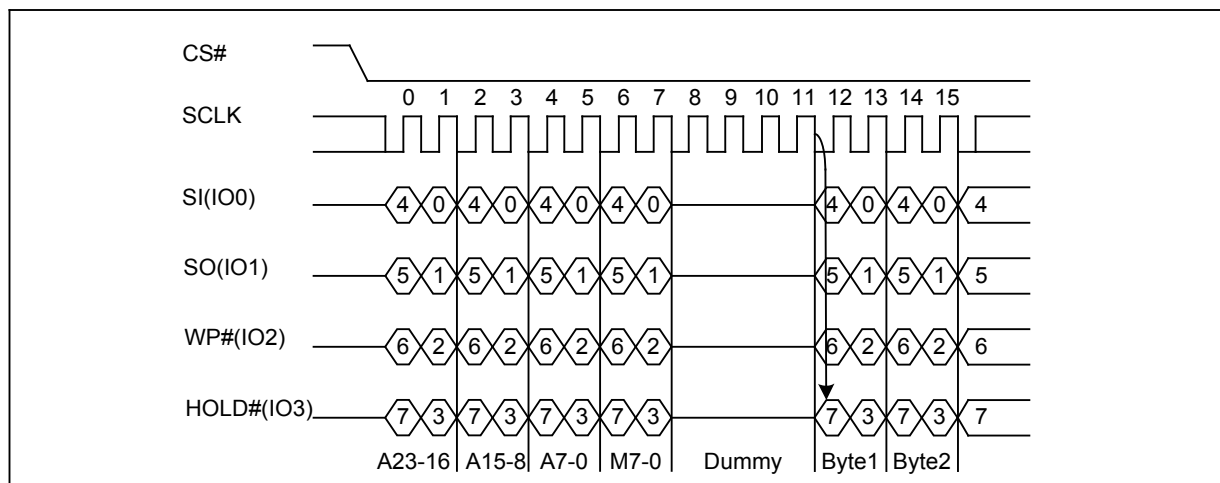 CS#
0 1 2 3 4 5 6 7 8 9 10 11 12 13 14 15
SCLK
SI(IO0) 4 0 4 0 4 0 4 0 4 0 4 0 4
SO(IO1) 5 1 5 1 5 1 5 1 5 1 5 1 5
WP#(IO2) 6 2 6 2 6 2 6 2 6 2 6 2 6
HOLD#(IO3) 7 3 7 3 7 3 7 3 7 3 7 3 7
A23-16 A15-8 A7-0 M7-0 Dummy Byte1 Byte2